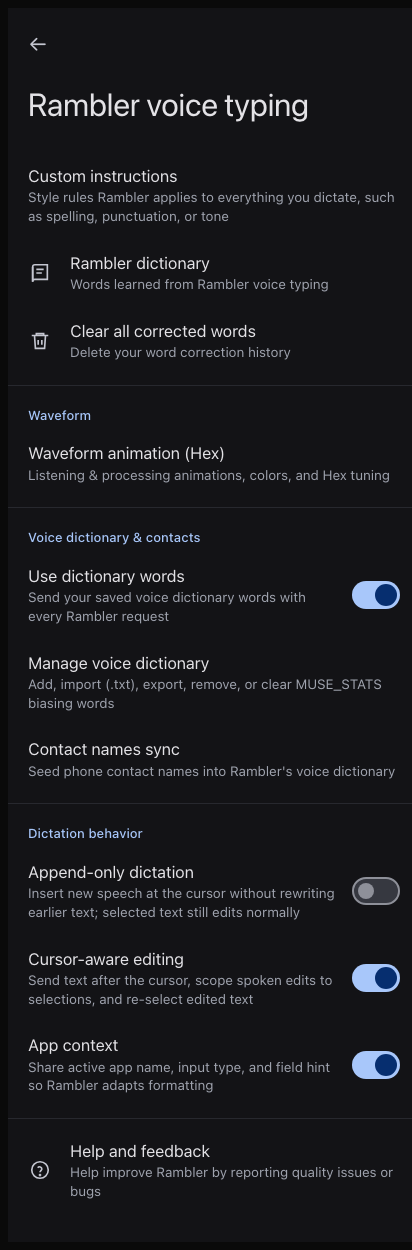 Rambler voice typing
Custom instructions
Style rules Rambler applies to everything you dictate, such
as spelling, punctuation, or tone
Rambler dictionary
Words learned from Rambler voice typing
Clear all corrected words
Delete your word correction history
Waveform
Waveform animation (Hex)
Listening & processing animations, colors, and Hex tuning
Voice dictionary & contacts
Use dictionary words
Send your saved voice dictionary words with
every Rambler request
Manage voice dictionary
Add, import (.txt), export, remove, or clear MUSE_STATS
biasing words
Contact names sync
Seed phone contact names into Rambler's voice dictionary
Dictation behavior
Append-only dictation
Insert new speech at the cursor without rewriting
earlier text; selected text still edits normally
Cursor-aware editing
Send text after the cursor, scope spoken edits to
selections, and re-select edited text
App context
Share active app name, input type, and field hint
so Rambler adapts formatting
Help and feedback
Help improve Rambler by reporting quality issues or
bugs